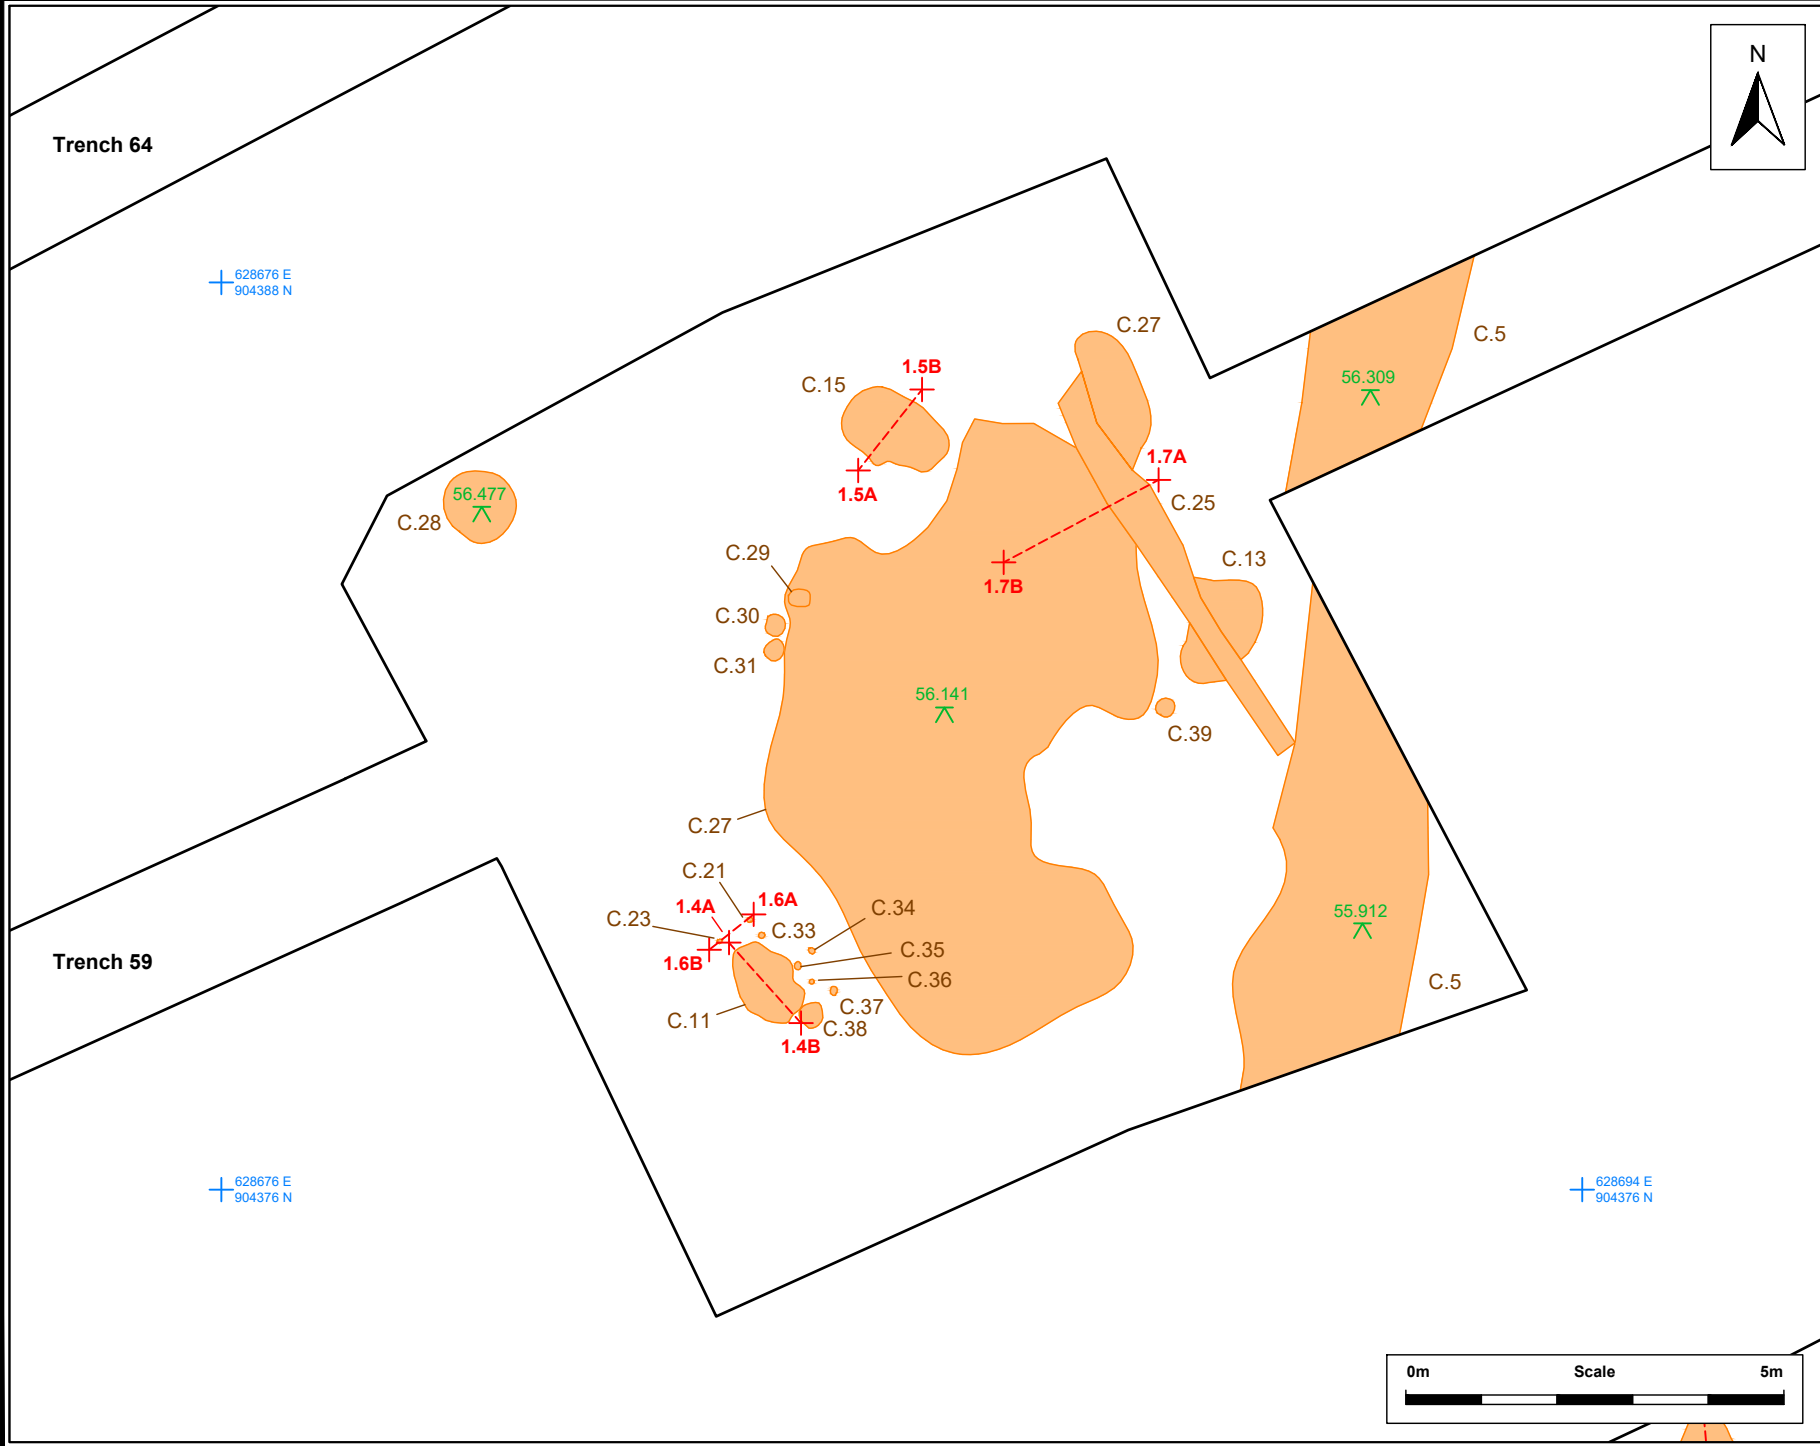 N
Trench 64
628676 E
904388 N
C.27
C.5
56.309
1.5B
C.15
1.7A
1.5A
C.25
56.477
C.28
C.29
C.13
1.7B
C.30
C.31
56.141
C.39
C.27
C.21
1.6A
1.4A
C.34
C.23
C.33
C.35
1.6B
C.36
C.37
C.11
C.38
1.4B
55.912
C.5
Trench 59
628676 E
904376 N
628694 E
904376 N
0m Scale 5m